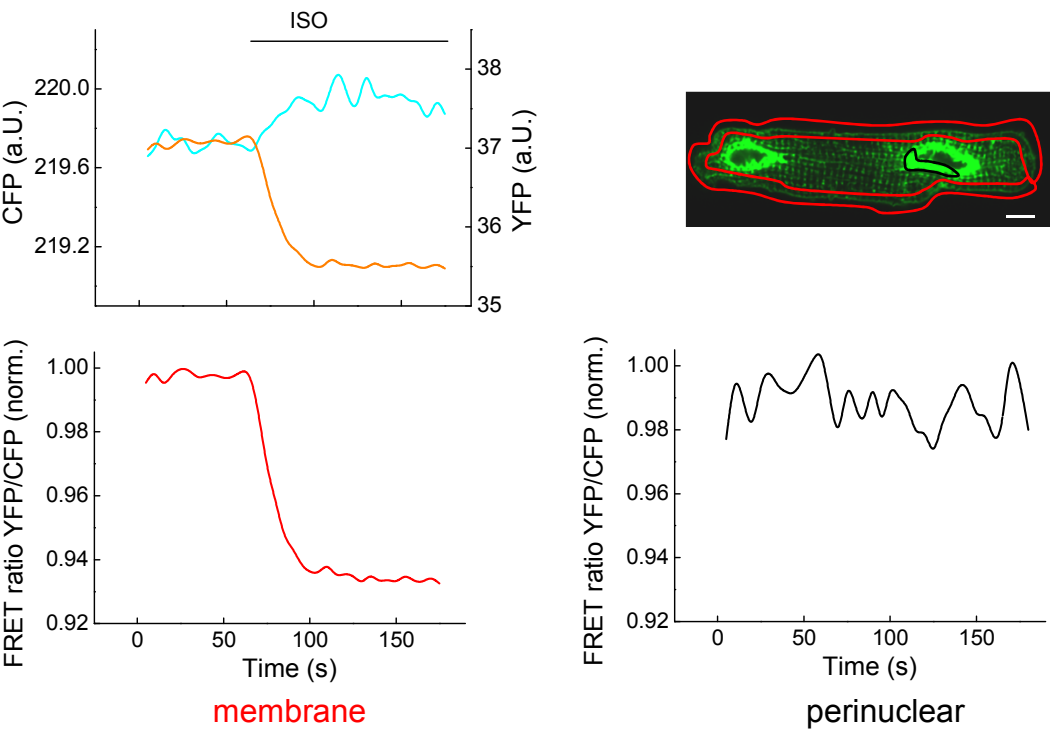 ISO
220.0
219.6
219.2
CFP (a.U.)
38
37
36
35
YFP (a.U.)
1.00
0.98
0.96
0.94
0.92
FRET ratio YFP/CFP (norm.)
0
50
100
150
Time (s)
membrane
1.00
0.98
0.96
0.94
0.92
FRET ratio YFP/CFP (norm.)
0
50
100
150
Time (s)
perinuclear